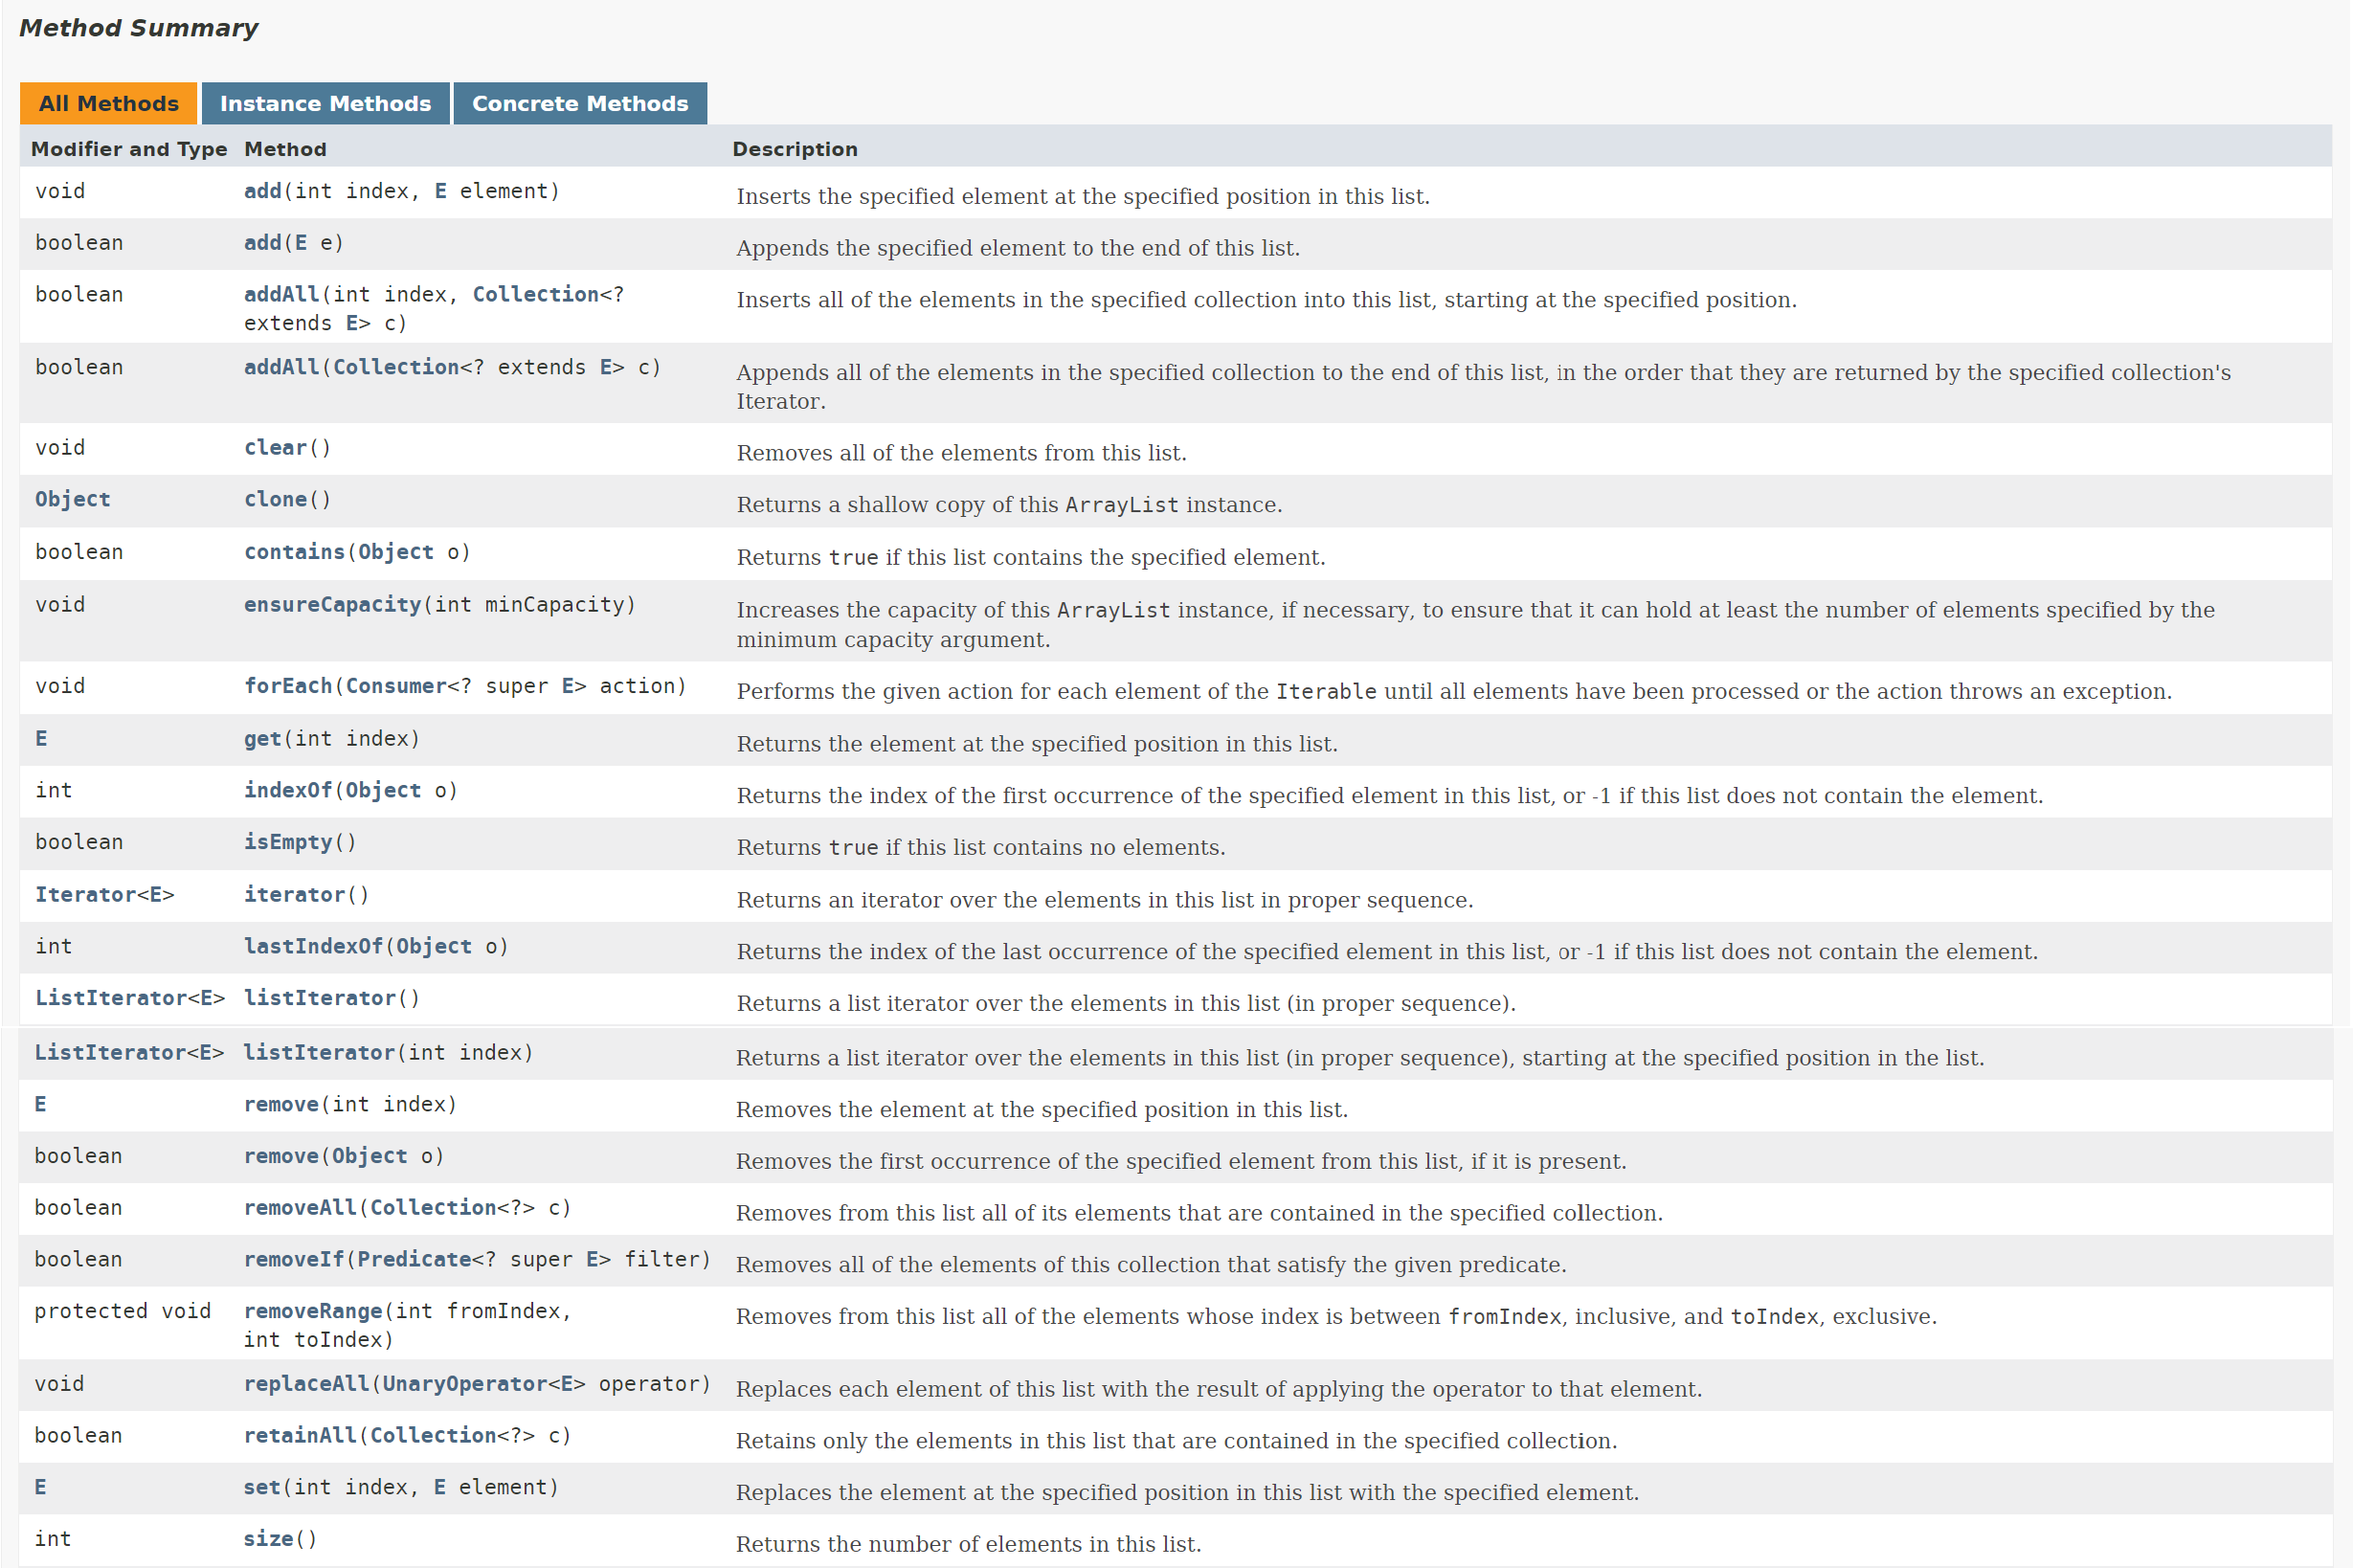 Method Summary
All Methods Instance Methods Concrete Methods
Modifier and Type Method Description
void add(int index, E element) Inserts the specified element at the specified position in this list.
boolean add(E e) Appends the specified element to the end of this list.
boolean addAll(int index, Collection<? Inserts all of the elements in the specified collection into this list, starting at the specified position.
extends E> c)
boolean addAll(Collection<? extends E> c) Appends all of the elements in the specified collection to the end of this list, in the order that they are returned by the specified collection's
Iterator.
void clear() Removes all of the elements from this list.
Object clone() Returns a shallow copy of this ArrayList instance.
boolean contains(Object o) Returns true if this list contains the specified element.
void ensureCapacity(int minCapacity) Increases the capacity of this ArrayList instance, if necessary, to ensure that it can hold at least the number of elements specified by the
minimum capacity argument.
void forEach(Consumer<? super E> action) Performs the given action for each element of the Iterable until all elements have been processed or the action throws an exception.
E get(int index) Returns the element at the specified position in this list.
int indexOf(Object o) Returns the index of the first occurrence of the specified element in this list, or -1 if this list does not contain the element.
boolean isEmpty() Returns true if this list contains no elements.
Iterator<E> iterator() Returns an iterator over the elements in this list in proper sequence.
int lastIndexOf(Object o) Returns the index of the last occurrence of the specified element in this list, or -1 if this list does not contain the element.
ListIterator<E> listIterator() Returns a list iterator over the elements in this list (in proper sequence).
ListIterator<E> listIterator(int index) Returns a list iterator over the elements in this list (in proper sequence), starting at the specified position in the list.
E remove(int index) Removes the element at the specified position in this list.
boolean remove(Object o) Removes the first occurrence of the specified element from this list, if it is present.
boolean removeAll(Collection<?> c) Removes from this list all of its elements that are contained in the specified collection.
boolean removeIf(Predicate<? super E> filter) Removes all of the elements of this collection that satisfy the given predicate.
protected void removeRange(int fromIndex, Removes from this list all of the elements whose index is between fromIndex, inclusive, and toIndex, exclusive.
int toIndex)
void replaceAll(UnaryOperator<E> operator) Replaces each element of this list with the result of applying the operator to that element.
boolean retainAll(Collection<?> c) Retains only the elements in this list that are contained in the specified collection.
E set(int index, E element) Replaces the element at the specified position in this list with the specified element.
int size() Returns the number of elements in this list.